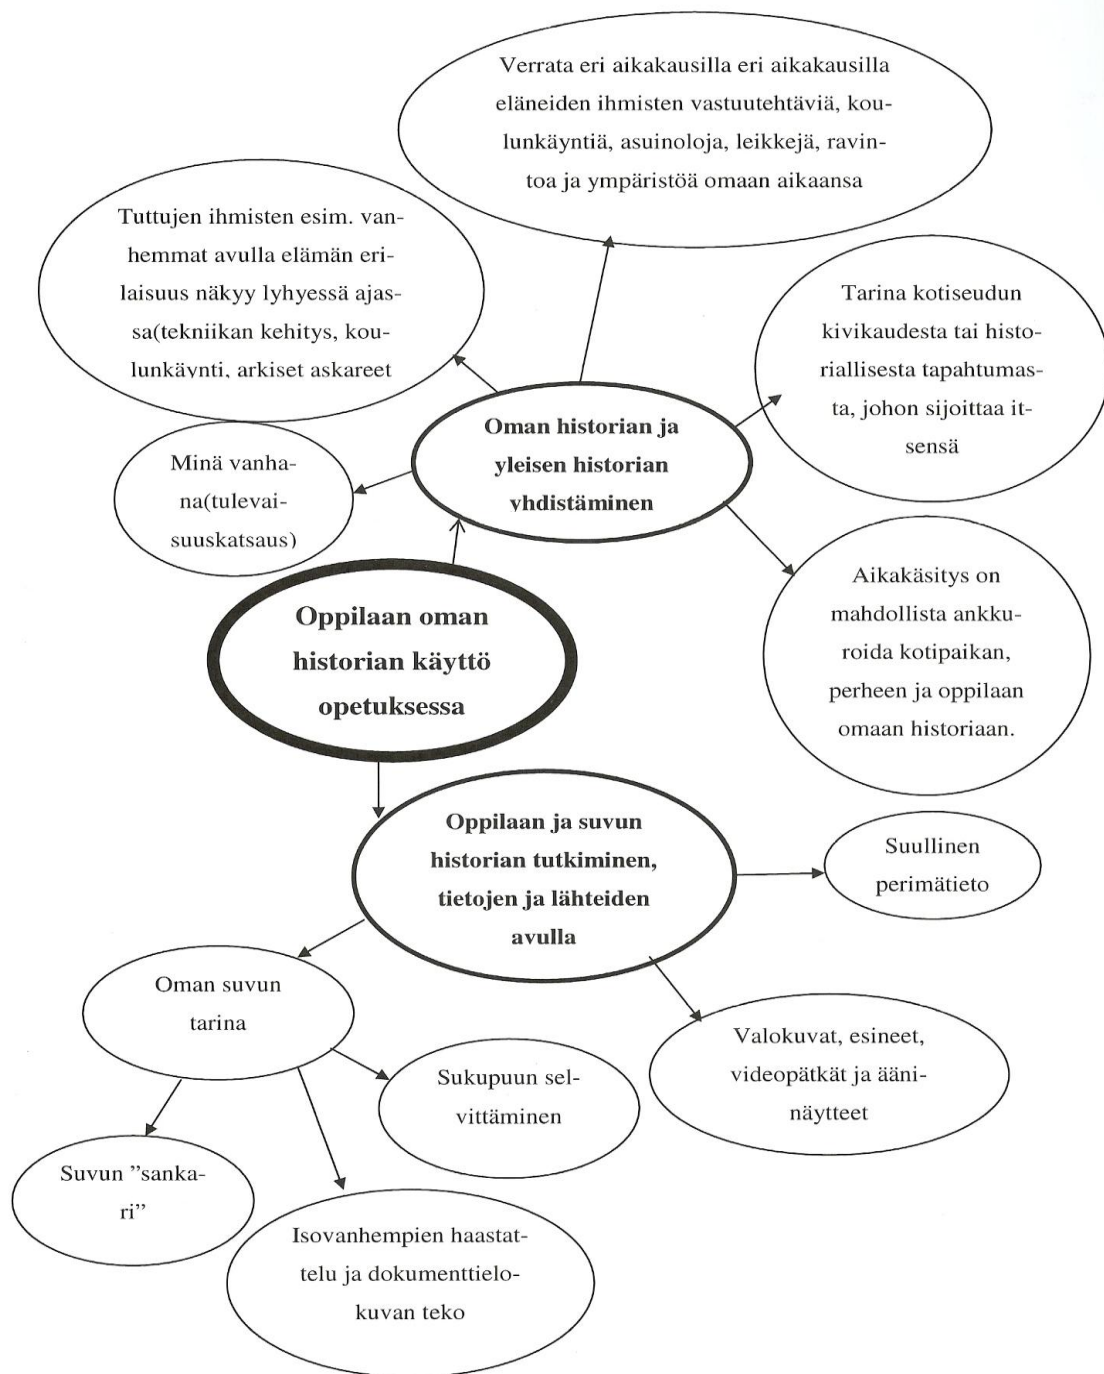 Verrata eri aikakausilla eri aikakausilla
eläneiden ihmisten vastuutehtäviä, kou-
lunkäyntiä, asuinoloja, leikkejä, ravin-
toa ja ympäristöä omaan aikaansa
Tuttujen ihmisten esim. van-
hemmat avulla elämän eri-
laisuus näkyy lyhyessä ajas-
sa(tekniikan kehitys, kou-
lunkäynti, arkiset askareet
Tarina kotiseudun
kivikaudesta tai histo-
riallisesta tapahtumas-
ta, johon sijoittaa it-
sensä
Oman historian ja
yleisen historian
yhdistäminen
Minä vanha-
na(tulevai-
suuskatsaus)
Aikakäsitys on
mahdollista ankku-
roida kotipaikan,
perheen ja oppilaan
omaan historiaan.
Oppilaan oman
historian käyttö
opetuksessa
Oppilaan ja suvun
historian tutkiminen,
tietojen ja lähteiden
avulla
Suullinen
perimätieto
Oman suvun
tarina
Valokuvat, esineet,
videopätkät ja ääni-
näytteet
Sukupuun sel-
vittäminen
Suvun ”sanka-
ri”
Isovanhempien haastat-
telu ja dokumenttielo-
kuvan teko